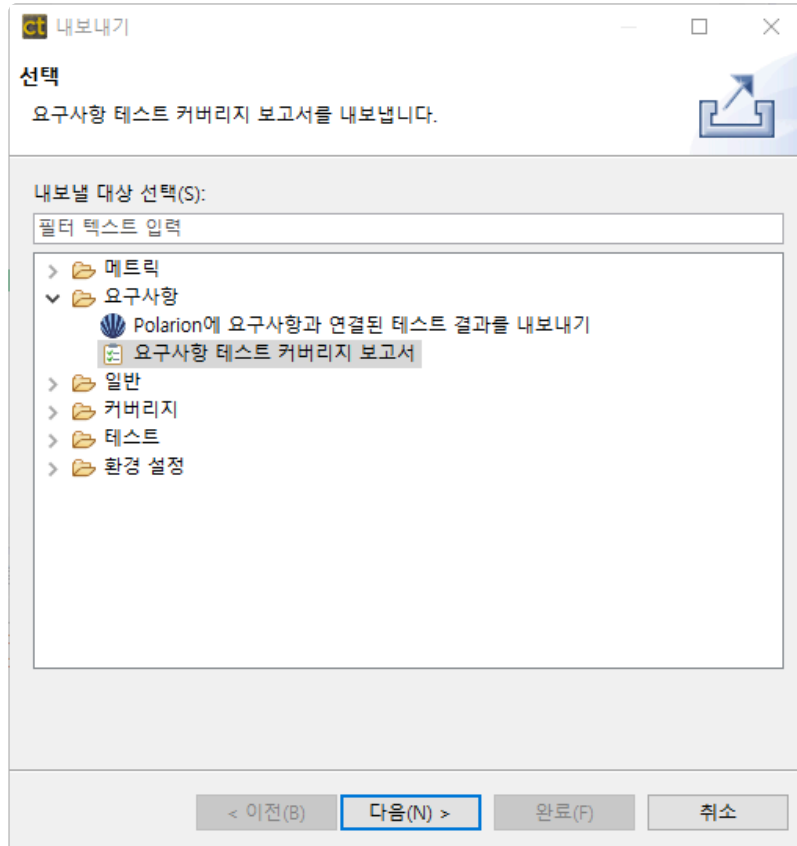 ct 내보내기
선택
요구사항 테스트 커버리지 보고서를 내보냅니다.
내보낼 대상 선택(S):
필터 텍스트 입력
메트릭
요구사항
Polarion에 요구사항과 연결된 테스트 결과를 내보내기
요구사항 테스트 커버리지 보고서
일반
커버리지
테스트
환경 설정
< 이전(B) 다음(N) > 완료(F) 취소